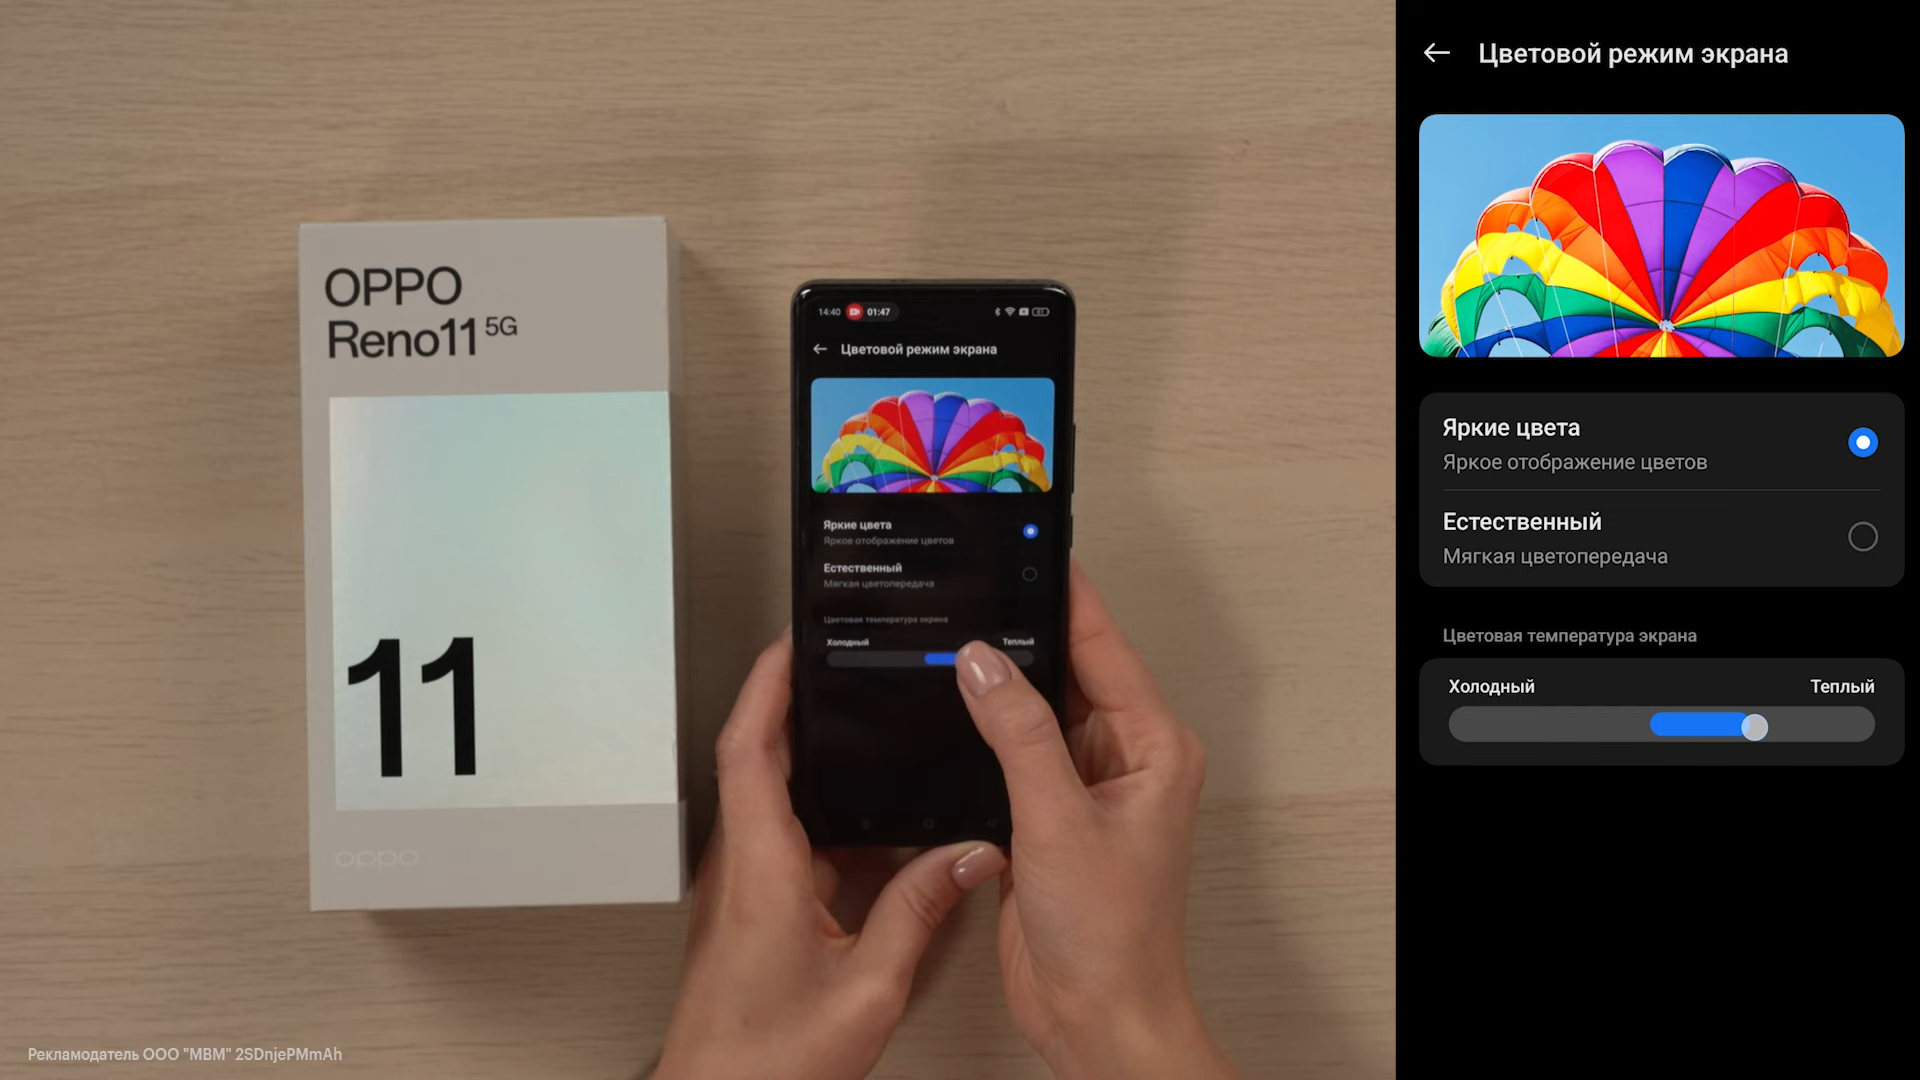 OPPO
Reno11 5G
11
oppo
14:40 01:47
Цветовой режим экрана
Яркие цвета
Яркое отображение цветов
Естественный
Мягкая цветопередача
Цветовая температура экрана
Холодный Теплый
Рекламодатель ООО "МВМ" 2SDnjePMmAh
Цветовой режим экрана
Яркие цвета
Яркое отображение цветов
Естественный
Мягкая цветопередача
Цветовая температура экрана
Холодный Теплый